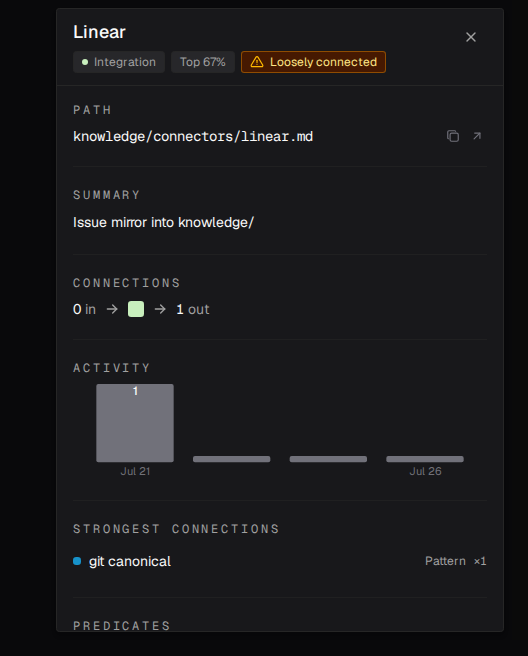 Linear
Integration
Top 67%
Loosely connected
PATH
knowledge/connectors/linear.md
SUMMARY
Issue mirror into knowledge/
CONNECTIONS
0 in → → 1 out
ACTIVITY
1
Jul 21 Jul 26
STRONGEST CONNECTIONS
git canonical Pattern ×1
PREDICATES